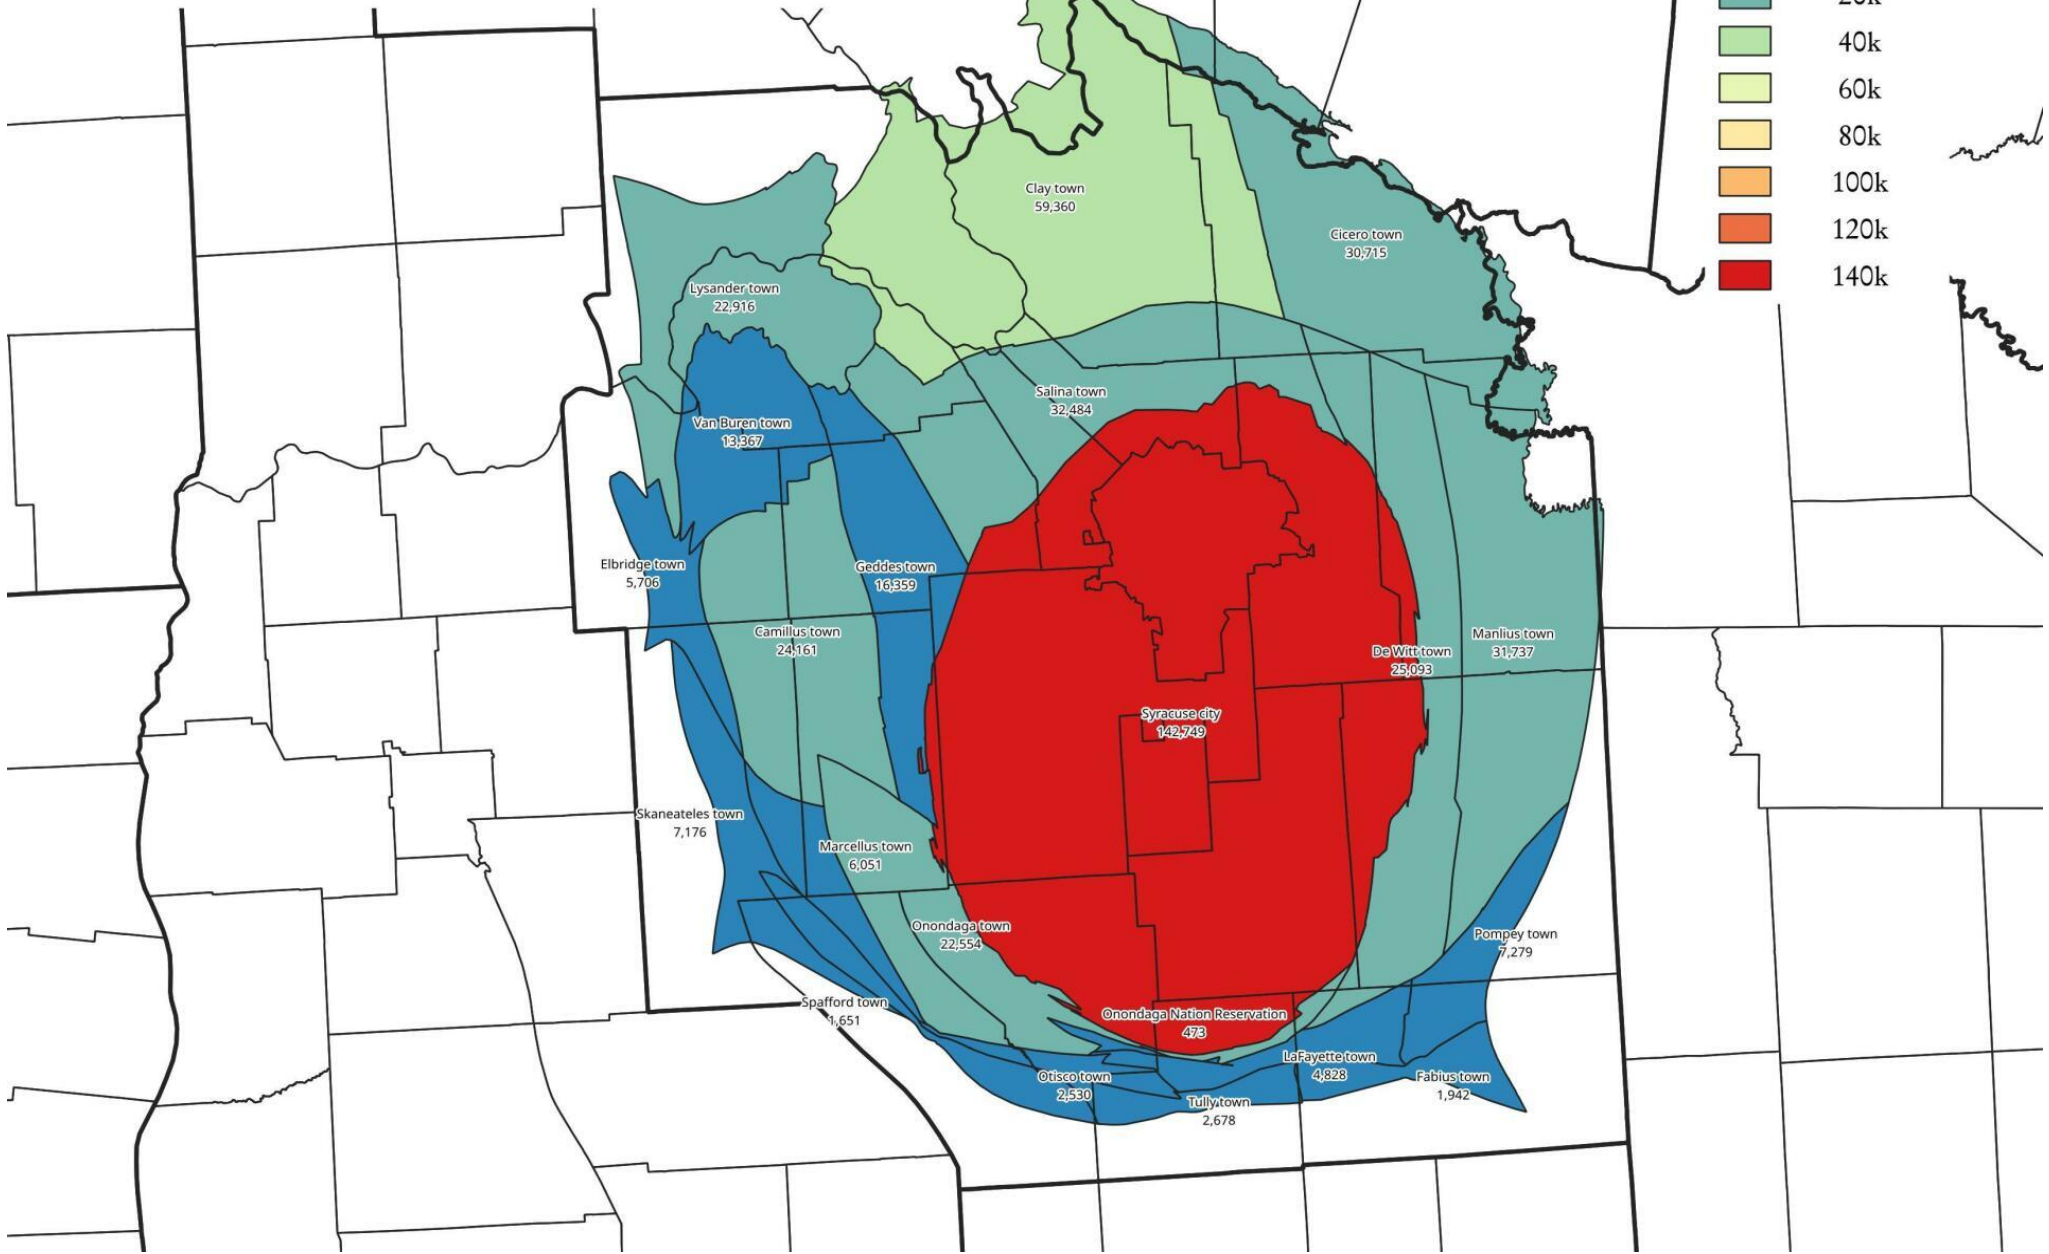 20k
40k
60k
80k
100k
120k
140k
Clay town
59,360
Cicero town
30,715
Lysander town
22,916
Salina town
32,484
Van Buren town
13,367
Elbridge town
5,706
Geddes town
16,359
Camillus town
24,161
De Witt town
25,093
Manlius town
31,737
Syracuse city
142,749
Skaneateles town
7,176
Marcellus town
6,051
Onondaga town
22,554
Pompey town
7,279
Spafford town
1,651
Onondaga Nation Reservation
473
LaFayette town
4,828
Otisco town
2,530
Fabius town
1,942
Tully town
2,678